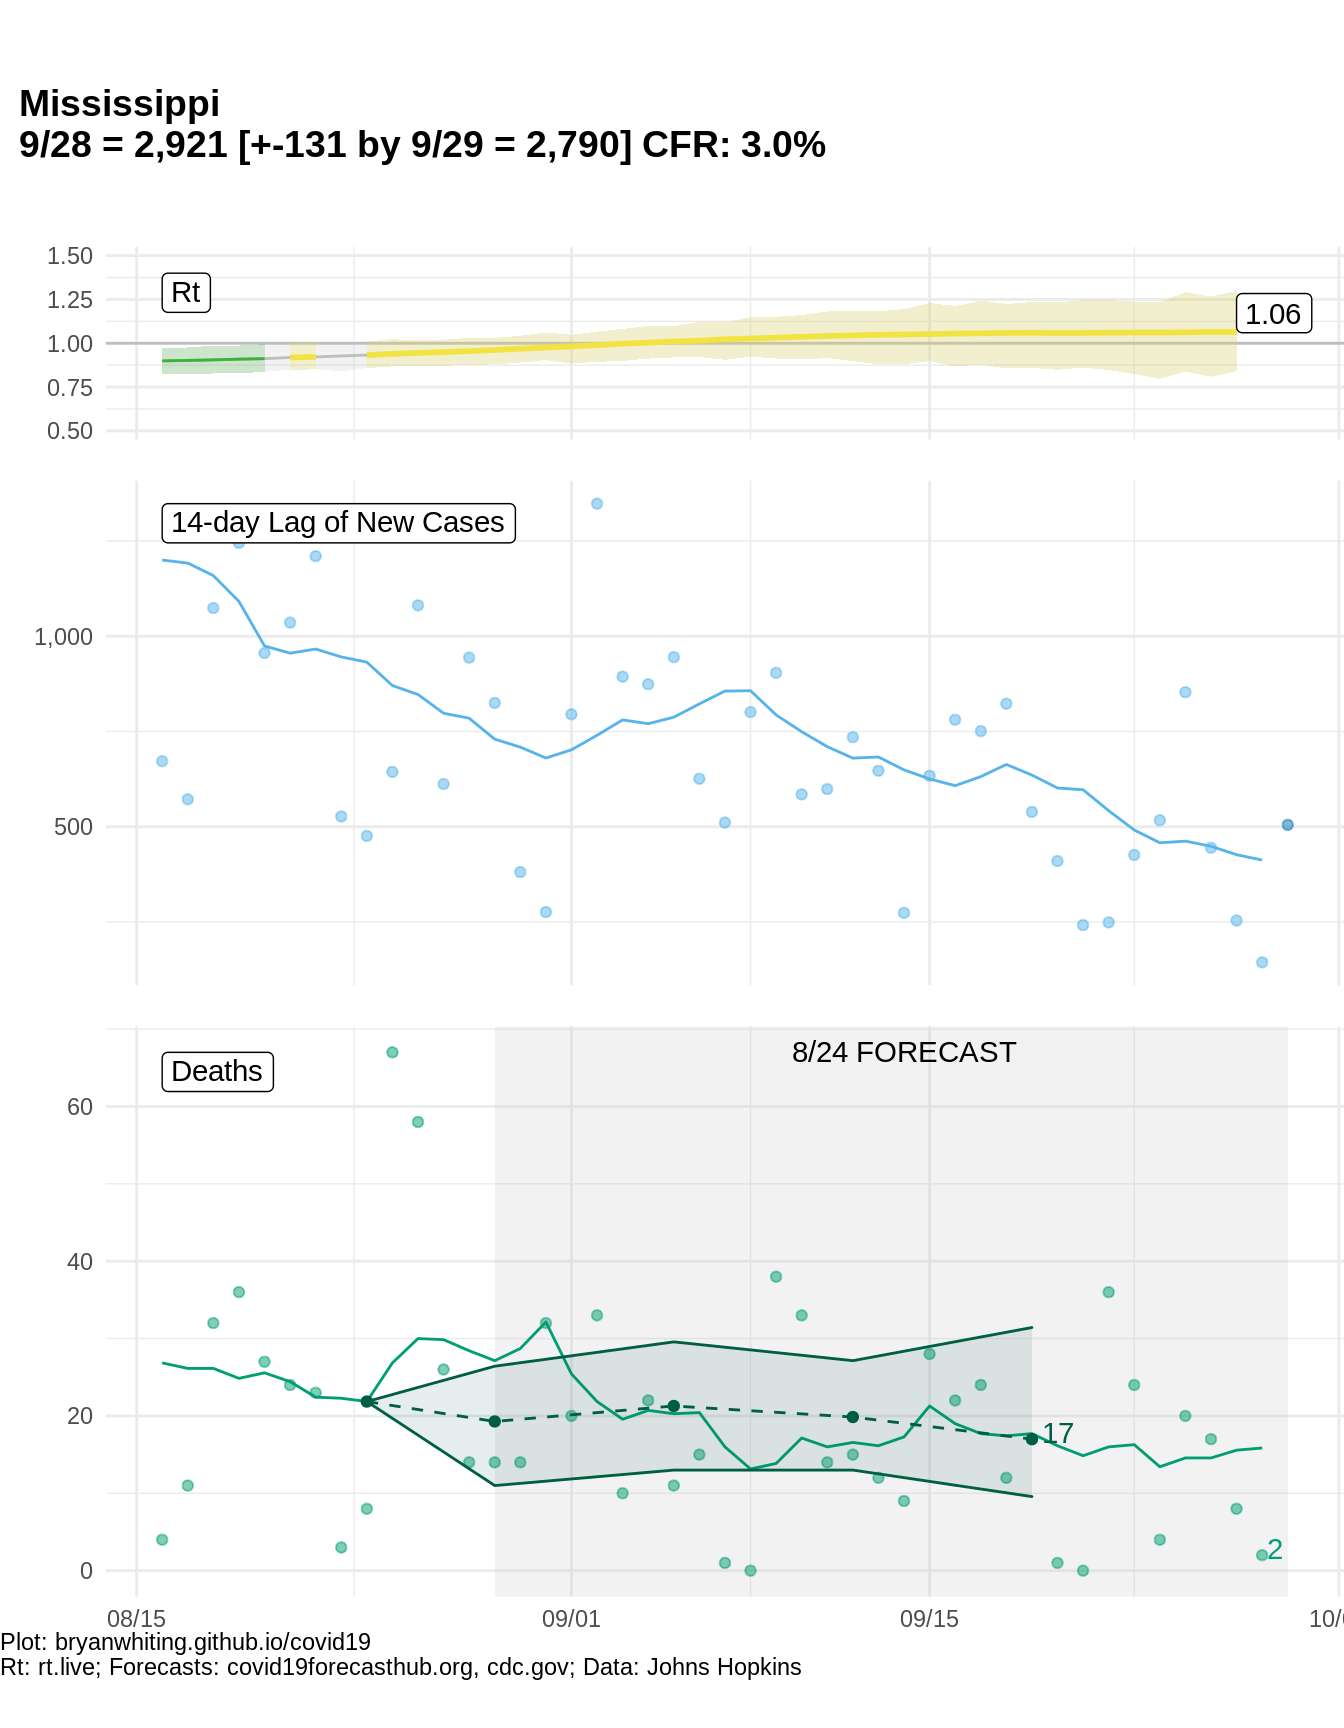 Mississippi
9/28 = 2,921 [+-131 by 9/29 = 2,790] CFR: 3.0%
1.50
Rt
1.25
1.06
1.00
0.75
0.50
14-day Lag of New Cases
1,000
500
8/24 FORECAST
Deaths
60
40
20
17
2
0
08/15
09/01
09/15
10/0
Plot: bryanwhiting.github.io/covid19
Rt: rt.live; Forecasts: covid19forecasthub.org, cdc.gov; Data: Johns Hopkins